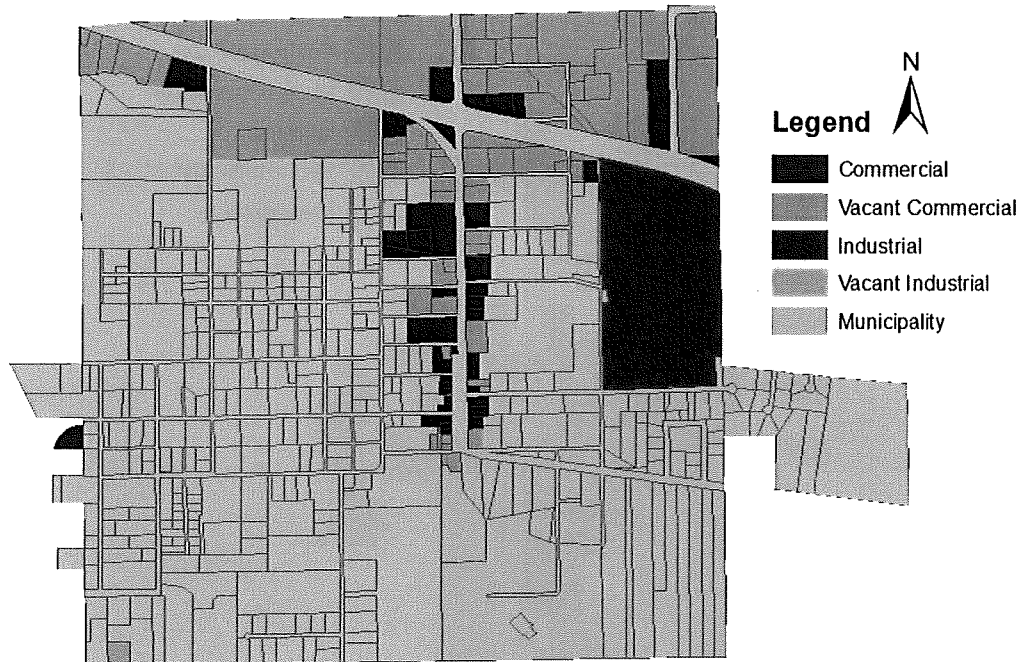 N
Legend
Commercial
Vacant Commercial
Industrial
Vacant Industrial
Municipality